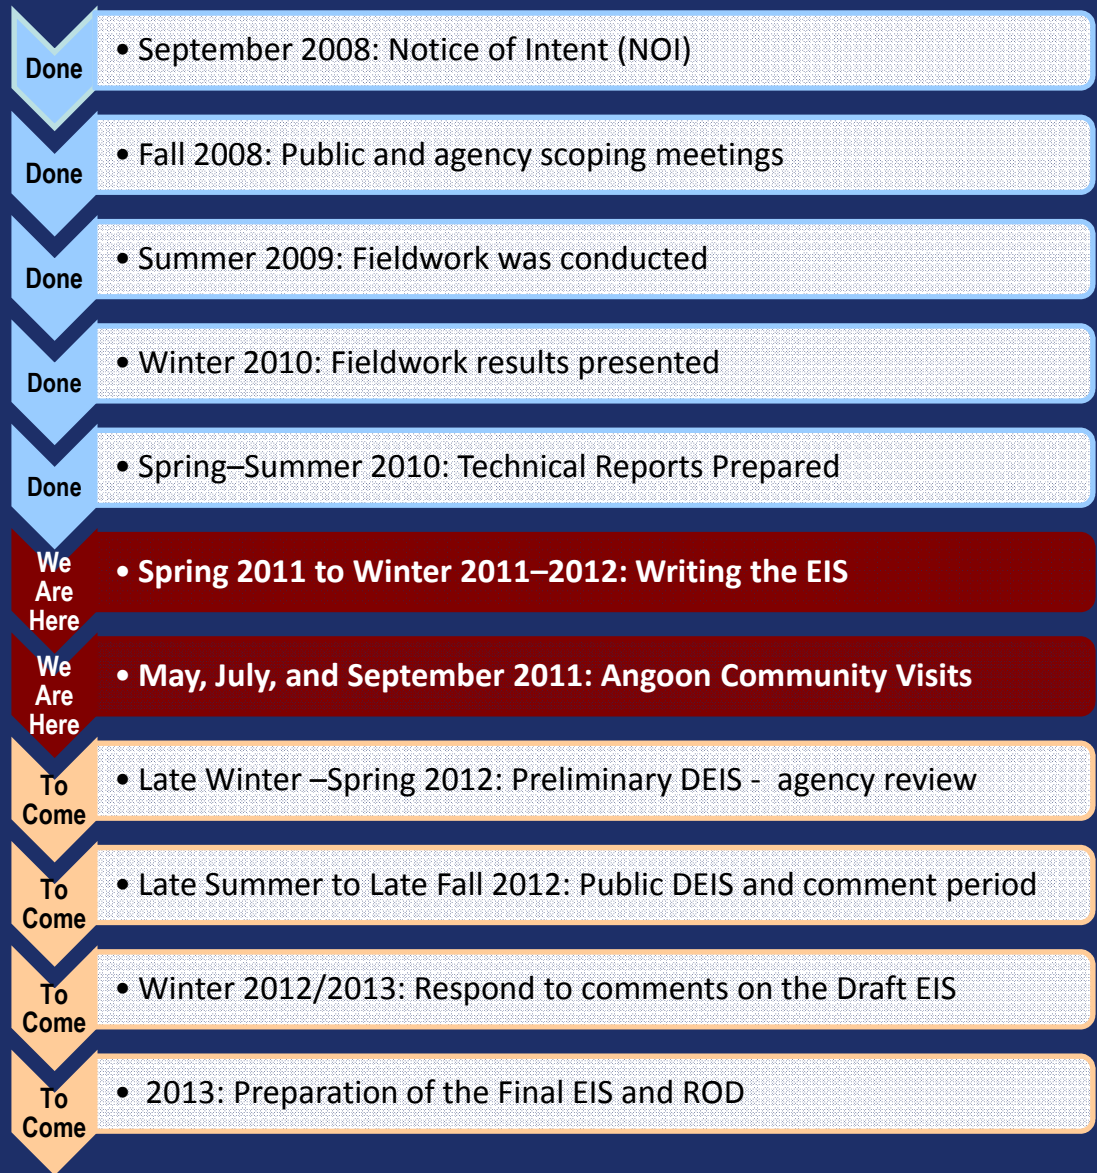 Done
• September 2008: Notice of Intent (NOI)
Done
• Fall 2008: Public and agency scoping meetings
Done
• Summer 2009: Fieldwork was conducted
Done
• Winter 2010: Fieldwork results presented
Done
• Spring–Summer 2010: Technical Reports Prepared
We
Are
Here
• Spring 2011 to Winter 2011–2012: Writing the EIS
We
Are
Here
• May, July, and September 2011: Angoon Community Visits
To
Come
• Late Winter –Spring 2012: Preliminary DEIS - agency review
To
Come
• Late Summer to Late Fall 2012: Public DEIS and comment period
To
Come
• Winter 2012/2013: Respond to comments on the Draft EIS
To
Come
• 2013: Preparation of the Final EIS and ROD